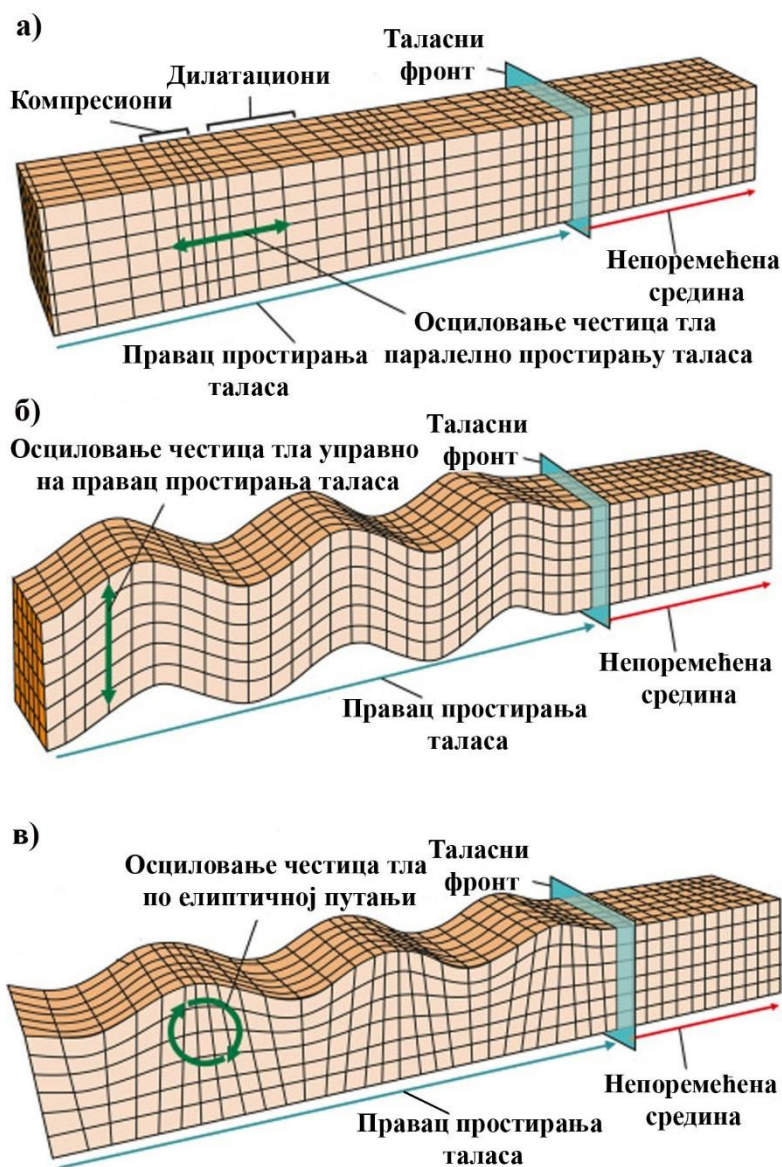 а)
Таласни
фронт
Дилатациони
Компресиони
Непоремећена
средина
Осциловање честица тла
паралелно простирању таласа
Правац простирања
таласа
б)
Осциловање честица тла управно
на правац простирања таласа
Таласни
фронт
Непоремећена
средина
Правац простирања
таласа
в)
Осциловање честица тла
по елиптичној путањи
Таласни
фронт
Непоремећена
средина
Правац простирања
таласа